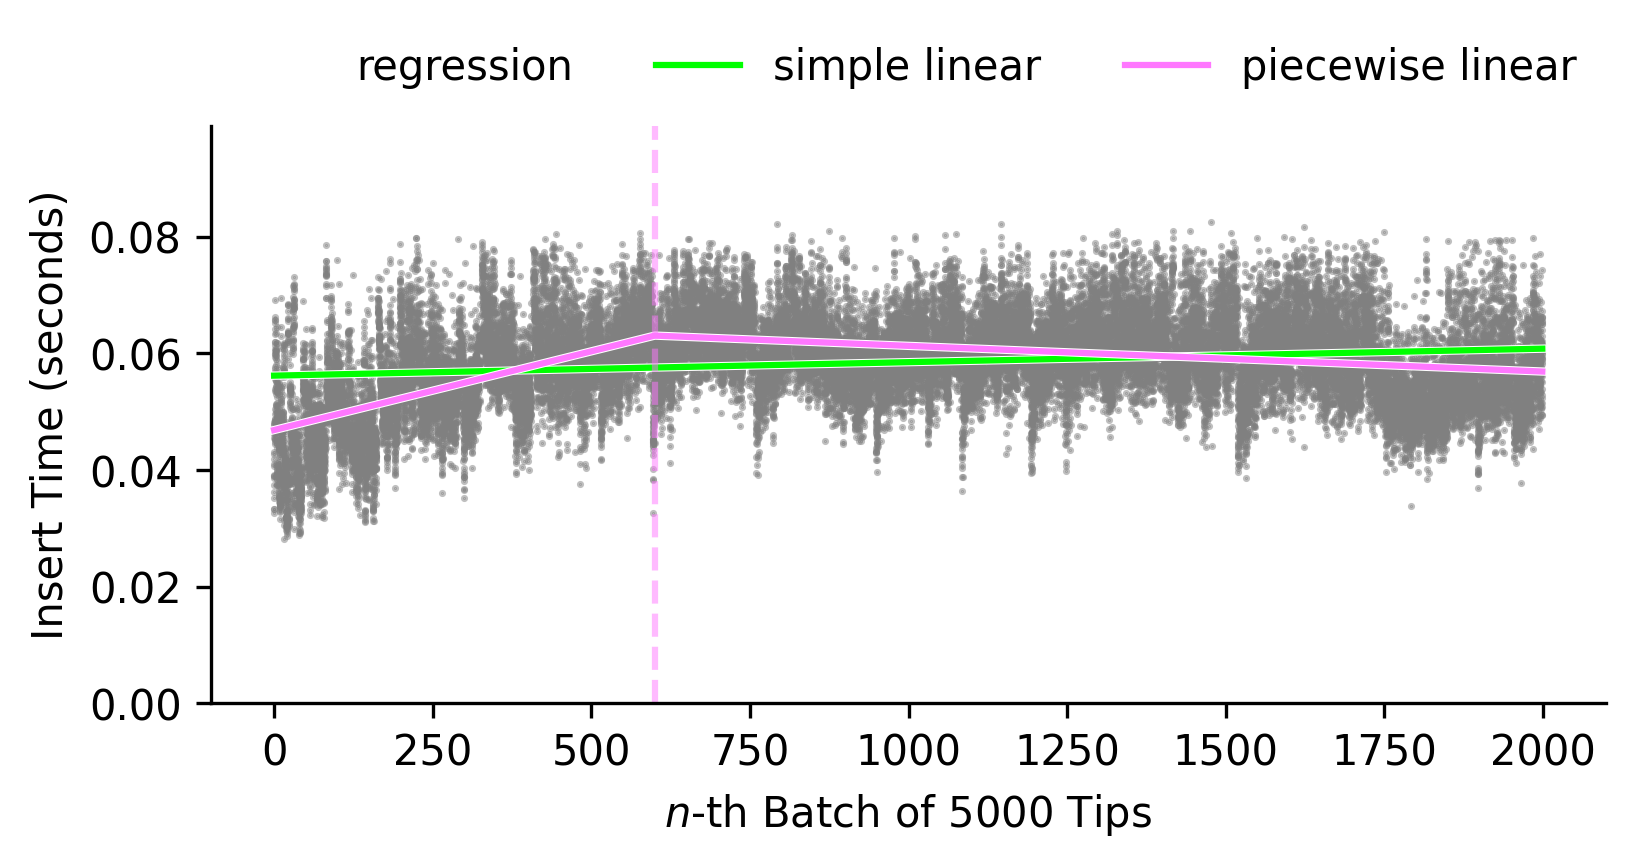 regression simple linear piecewise linear
Insert Time (seconds)
0.08
0.06
0.04
0.02
0.00
0 250 500 750 1000 1250 1500 1750 2000
n-th Batch of 5000 Tips